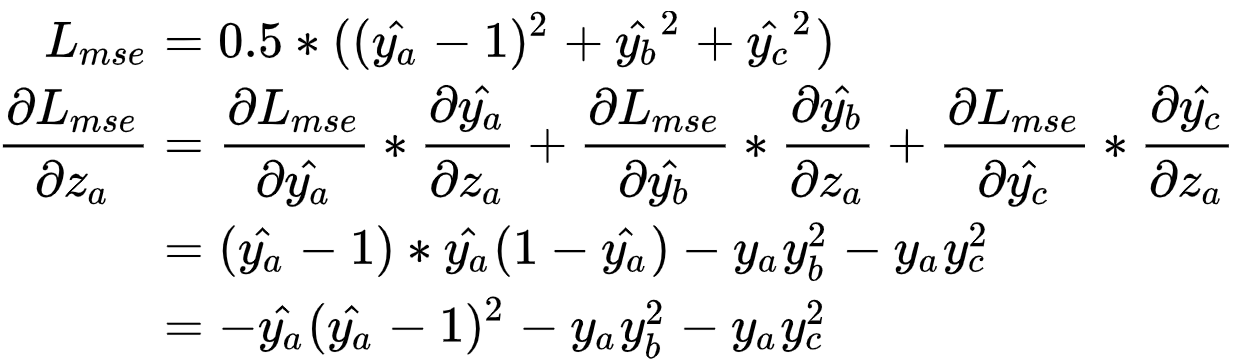 L_{mse} = 0.5 * ((\hat{y_a} - 1)^2 + \hat{y_b}^2 + \hat{y_c}^2)
\frac{\partial L_{mse}}{\partial z_a} = \frac{\partial L_{mse}}{\partial \hat{y_a}} * \frac{\partial \hat{y_a}}{\partial z_a} + \frac{\partial L_{mse}}{\partial \hat{y_b}} * \frac{\partial \hat{y_b}}{\partial z_a} + \frac{\partial L_{mse}}{\partial \hat{y_c}} * \frac{\partial \hat{y_c}}{\partial z_a}
= (\hat{y_a} - 1) * \hat{y_a}(1 - \hat{y_a}) - y_a y_b^2 - y_a y_c^2
= -\hat{y_a}(\hat{y_a} - 1)^2 - y_a y_b^2 - y_a y_c^2